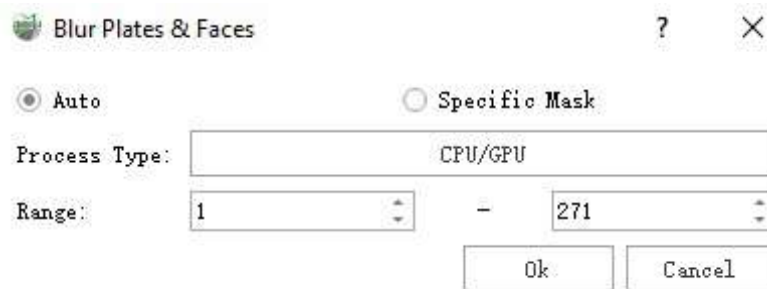 Blur Plates & Faces ? ×
Auto Specific Mask
Process Type: CPU/GPU
Range: 1 - 271
Ok Cancel